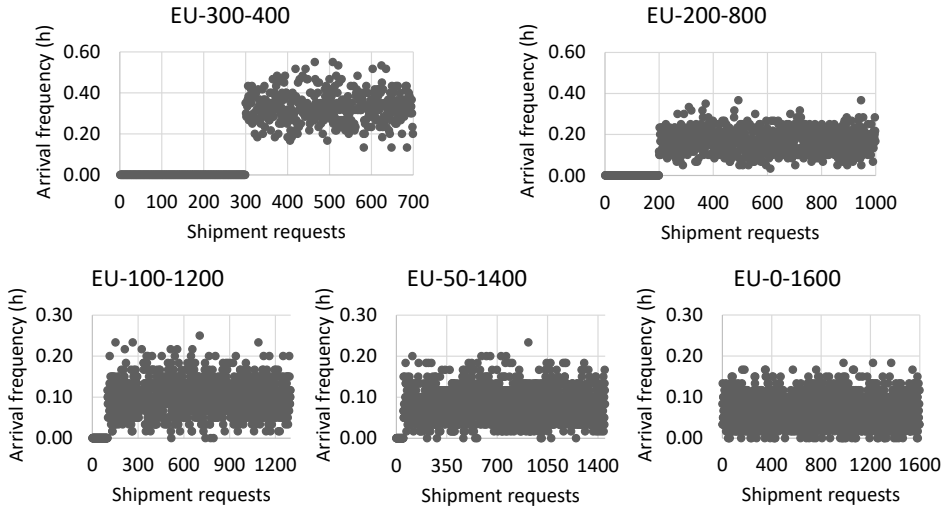 EU-300-400
Arrival frequency (h)
0.60
0.40
0.20
0.00
0 100 200 300 400 500 600 700
Shipment requests
EU-200-800
Arrival frequency (h)
0.60
0.40
0.20
0.00
0 200 400 600 800 1000
Shipment requests
EU-100-1200
Arrival frequency (h)
0.30
0.20
0.10
0.00
0 300 600 900 1200
Shipment requests
EU-50-1400
Arrival frequency (h)
0.30
0.20
0.10
0.00
0 350 700 1050 1400
Shipment requests
EU-0-1600
Arrival frequency (h)
0.30
0.20
0.10
0.00
0 400 800 1200 1600
Shipment requests